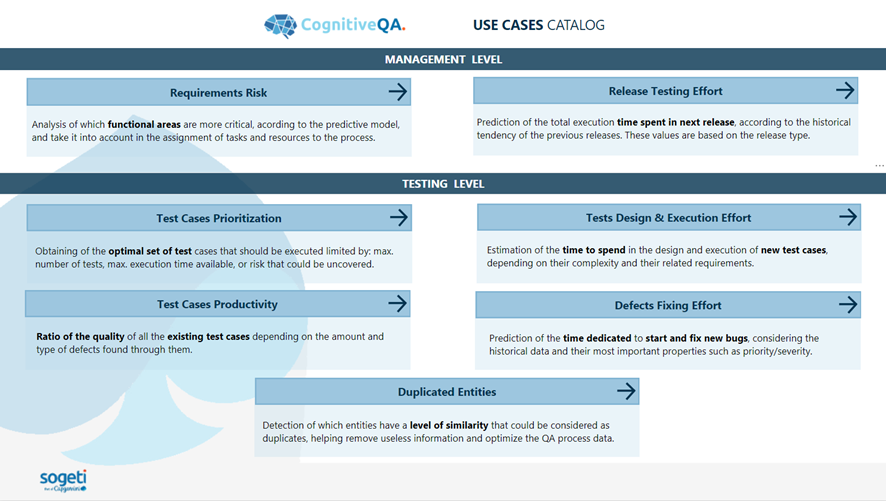 CognitiveQA.
USE CASES CATALOG
MANAGEMENT LEVEL
Requirements Risk
Analysis of which functional areas are more critical, acording to the predictive model,
and take it into account in the assignment of tasks and resources to the process.
Release Testing Effort
Prediction of the total execution time spent in next release, according to the historical
tendency of the previous releases. These values are based on the release type.
...
TESTING LEVEL
Test Cases Prioritization
Obtaining of the optimal set of test cases that should be executed limited by: max.
number of tests, max. execution time available, or risk that could be uncovered.
Tests Design & Execution Effort
Estimation of the time to spend in the design and execution of new test cases,
depending on their complexity and their related requirements.
Test Cases Productivity
Ratio of the quality of all the existing test cases depending on the amount and
type of defects found through them.
Defects Fixing Effort
Prediction of the time dedicated to start and fix new bugs, considering the
historical data and their most important properties such as priority/severity.
Duplicated Entities
Detection of which entities have a level of similarity that could be considered as
duplicates, helping remove useless information and optimize the QA process data.
sogeti
Part of Capgemini